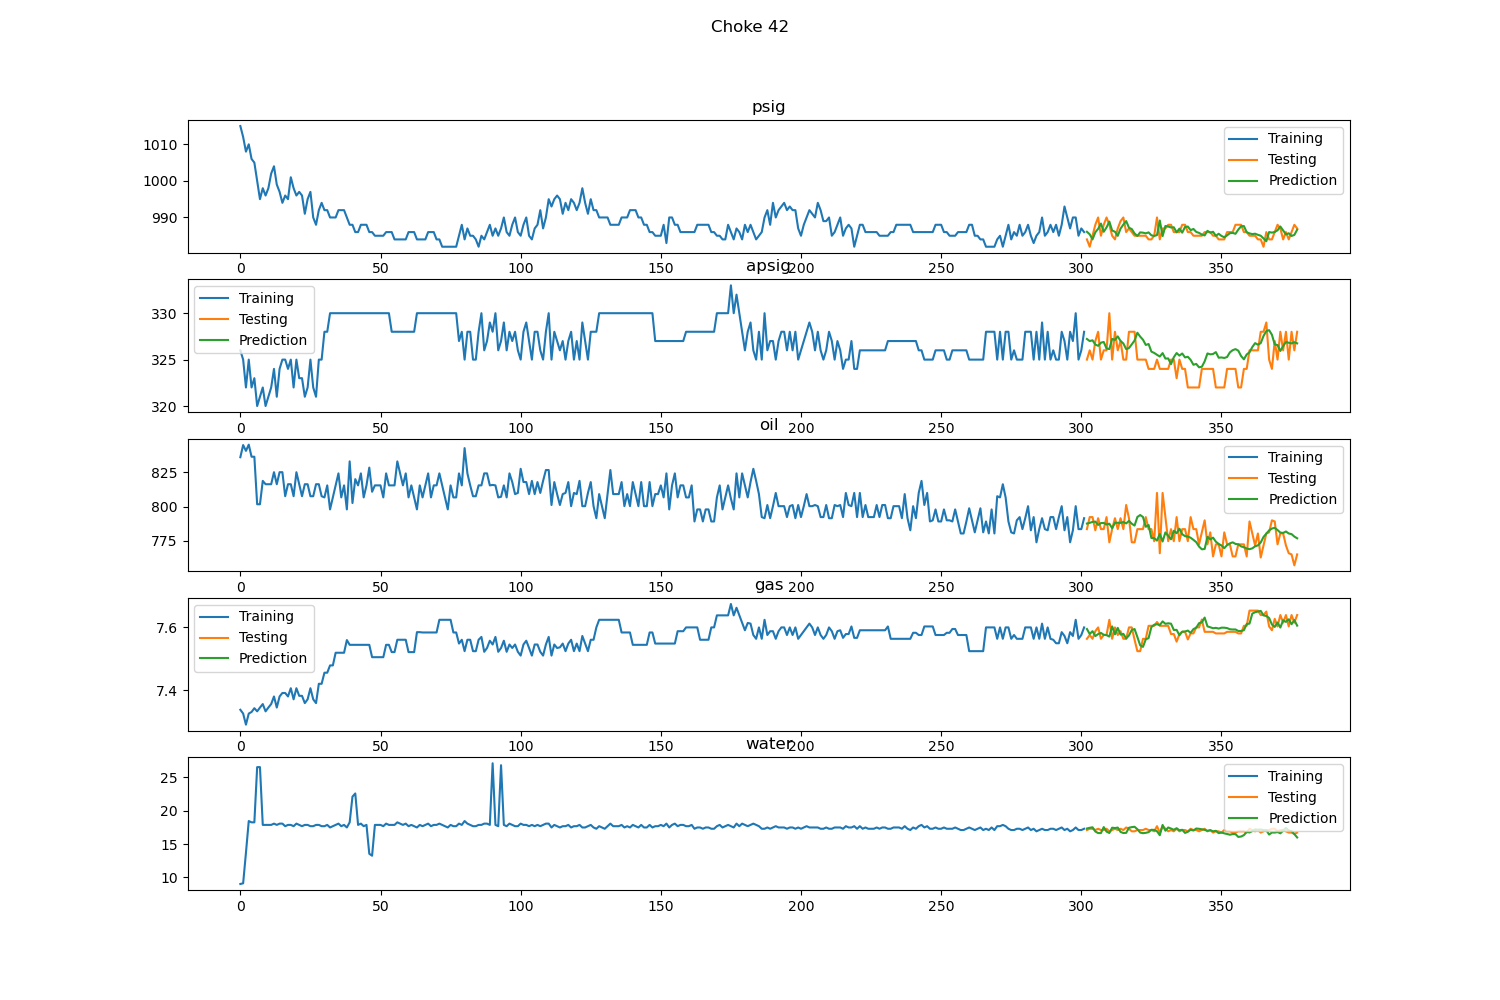 Choke 42
psig
1010
1000
990
Training
Testing
Prediction
0 50 100 150 200 250 300 350
apsig
330
325
320
Training
Testing
Prediction
0 50 100 150 200 250 300 350
oil
825
800
775
Training
Testing
Prediction
0 50 100 150 200 250 300 350
gas
7.6
7.4
Training
Testing
Prediction
0 50 100 150 200 250 300 350
water
25
20
15
10
Training
Testing
Prediction
0 50 100 150 200 250 300 350